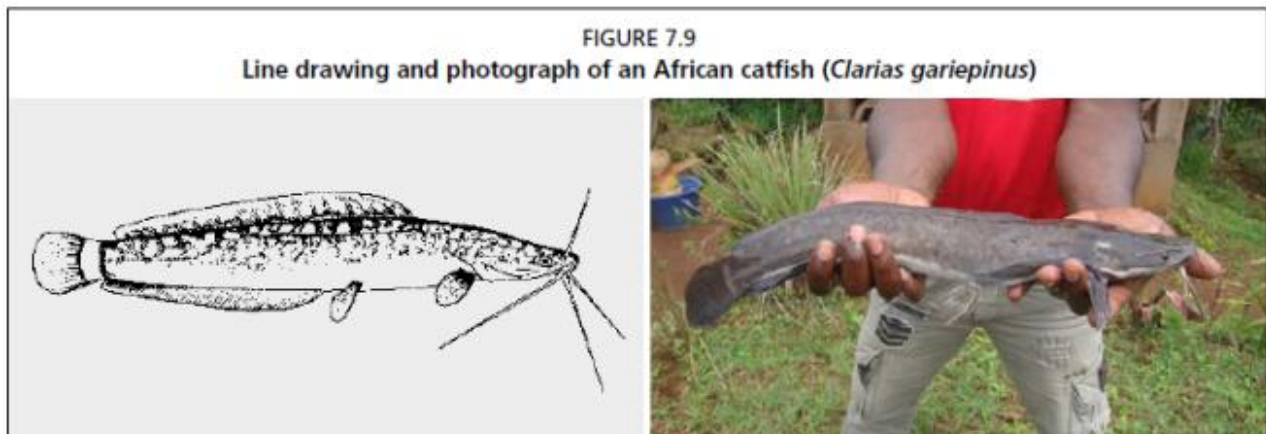 FIGURE 7.9
Line drawing and photograph of an African catfish (Clarias gariepinus)